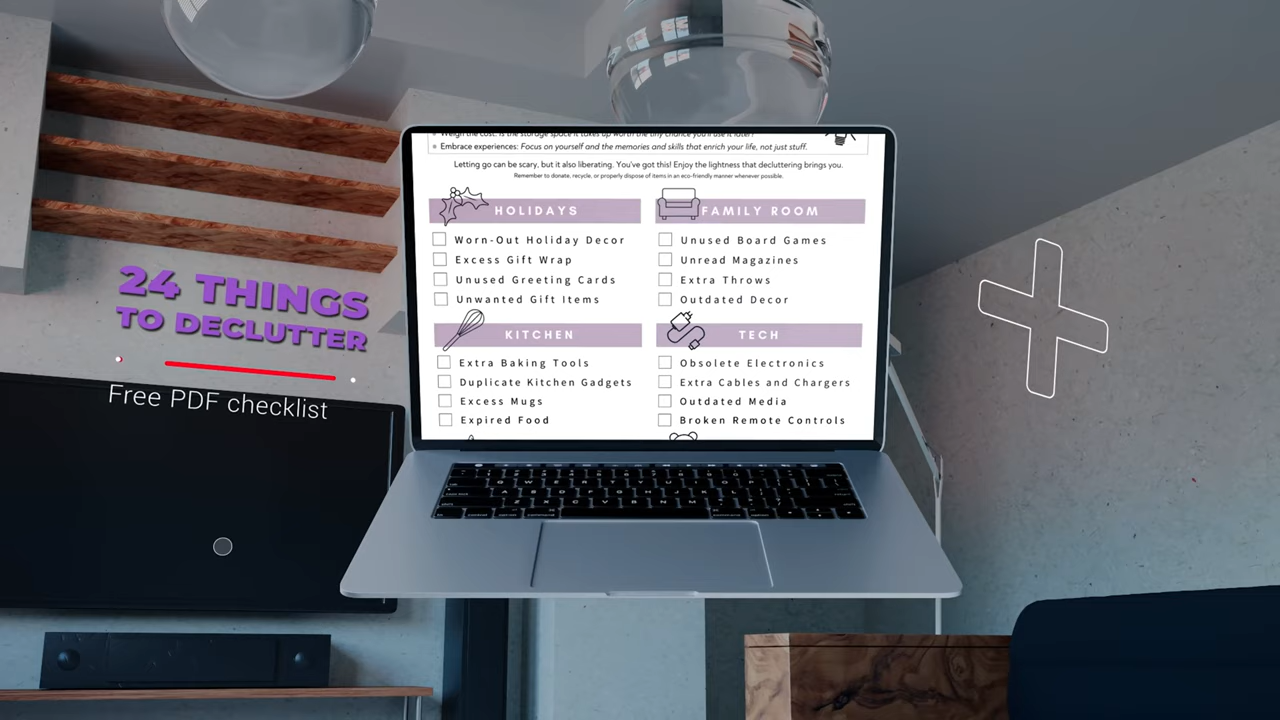 24 THINGS
TO DECLUTTER
Free PDF checklist
Weigh the cost: Is the storage space it takes up worth the tiny chance you'll use it later?
Embrace experiences: Focus on yourself and the memories and skills that enrich your life, not just stuff.
Letting go can be scary, but it also liberating. You've got this! Enjoy the lightness that decluttering brings you.
Remember to donate, recycle, or properly dispose of items in an eco-friendly manner whenever possible.
HOLIDAYS
Worn-Out Holiday Decor
Excess Gift Wrap
Unused Greeting Cards
Unwanted Gift Items
FAMILY ROOM
Unused Board Games
Unread Magazines
Extra Throws
Outdated Decor
KITCHEN
Extra Baking Tools
Duplicate Kitchen Gadgets
Excess Mugs
Expired Food
TECH
Obsolete Electronics
Extra Cables and Chargers
Outdated Media
Broken Remote Controls